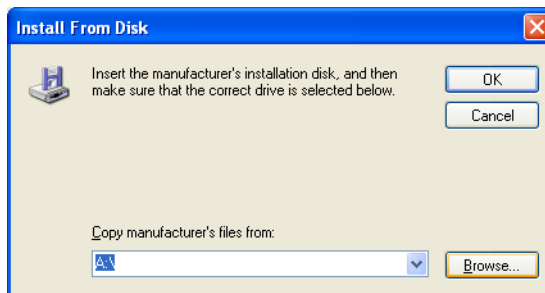 Install From Disk
Insert the manufacturer's installation disk, and then
make sure that the correct drive is selected below.
OK
Cancel
Copy manufacturer's files from:
A:\
Browse...